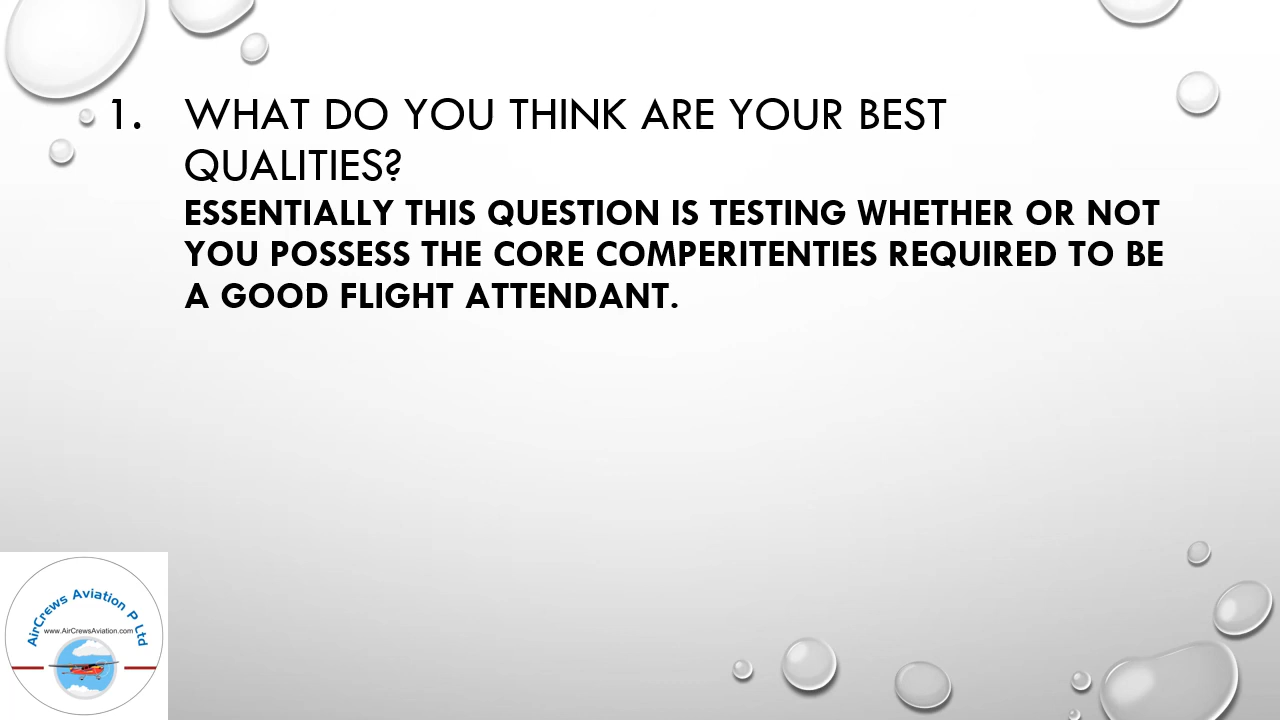 1. WHAT DO YOU THINK ARE YOUR BEST
QUALITIES?
ESSENTIALLY THIS QUESTION IS TESTING WHETHER OR NOT
YOU POSSESS THE CORE COMPERITENTIES REQUIRED TO BE
A GOOD FLIGHT ATTENDANT.
AirCrews Aviation P Ltd
www.AirCrewsAviation.com